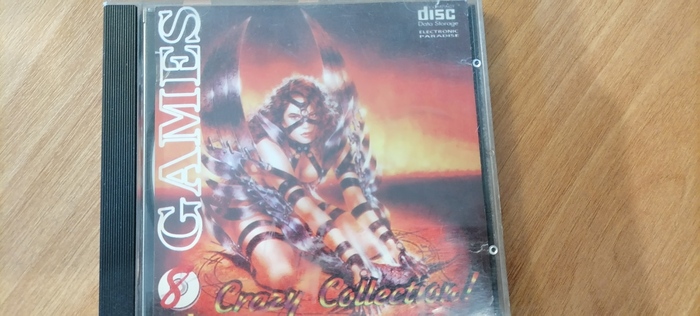 disc
Data Storage
ELECTRONIC
PARADISE
GAMES
8
Crazy Collection!